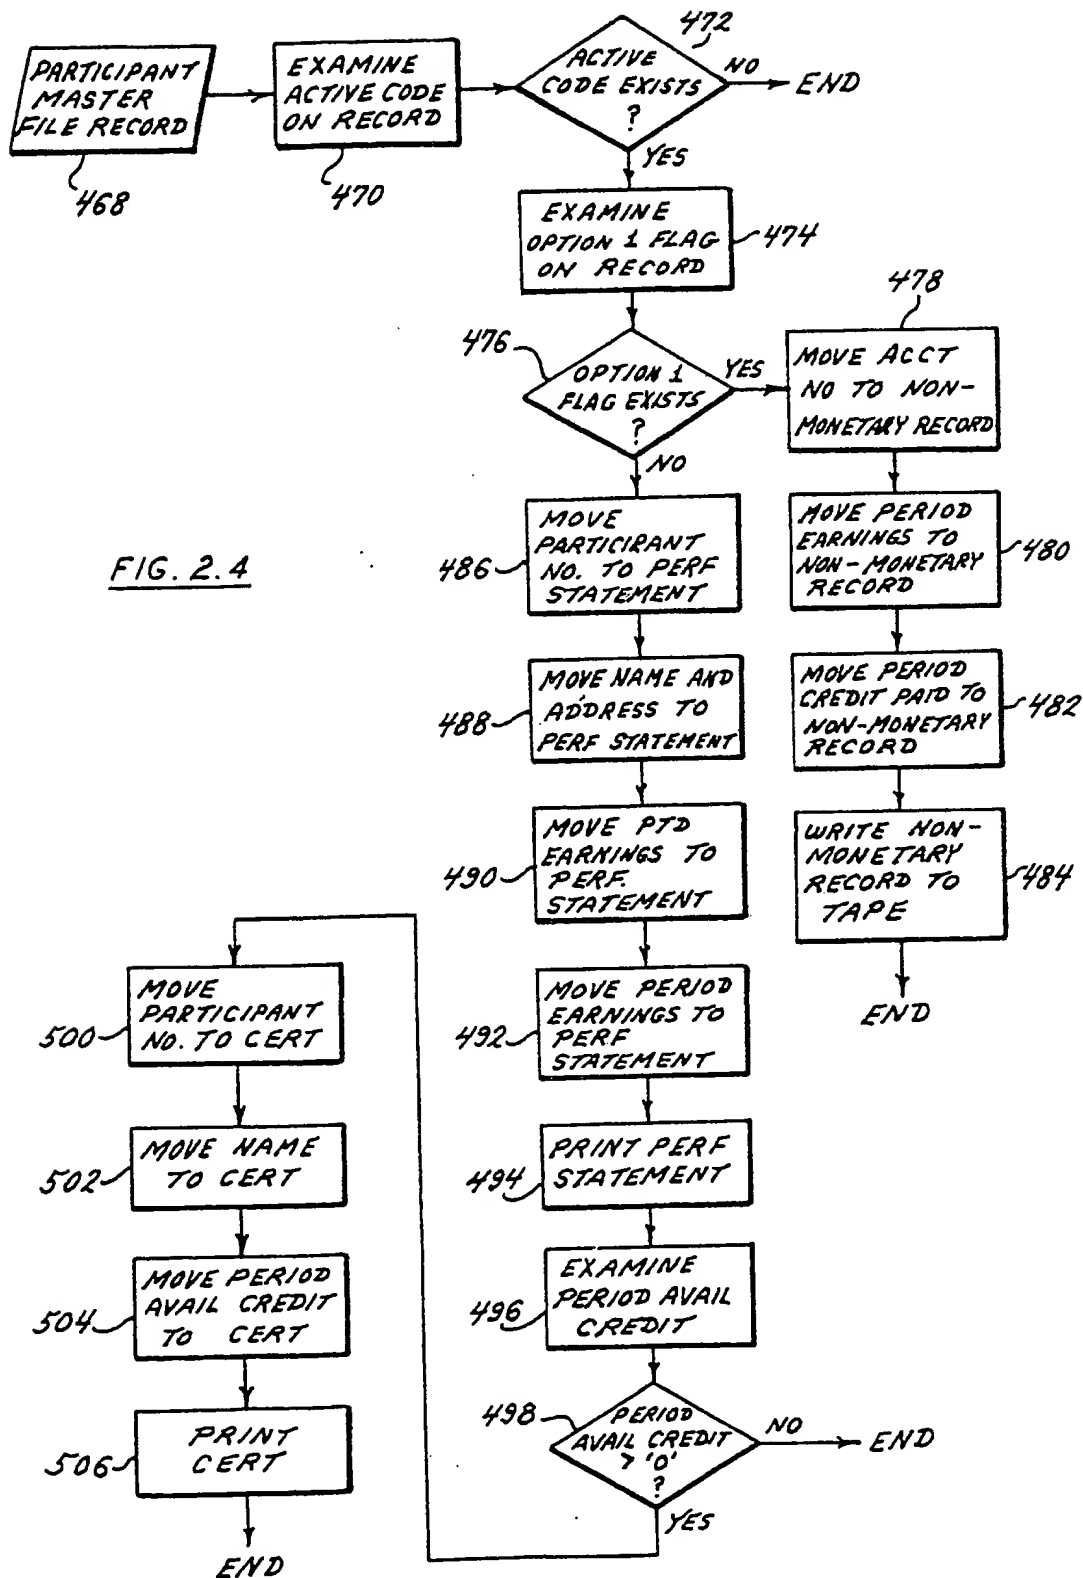 PARTICIPANT
MASTER
FILE RECORD
468
EXAMINE
ACTIVE CODE
ON RECORD
470
472
ACTIVE
CODE EXISTS
?
NO
END
YES
EXAMINE
OPTION 1 FLAG
ON RECORD
474
476
OPTION 1
FLAG EXISTS
?
YES
NO
478
MOVE ACCT
NO TO NON-
MONETARY RECORD
MOVE PERIOD
EARNINGS TO
NON-MONETARY
RECORD
480
MOVE PERIOD
CREDIT PAID TO
NON-MONETARY
RECORD
482
WRITE NON-
MONETARY
RECORD TO
TAPE
484
END
FIG. 2.4
MOVE
PARTICIPANT
NO. TO PERF
STATEMENT
486
MOVE NAME AND
ADDRESS TO
PERF STATEMENT
488
MOVE PTD
EARNINGS TO
PERF.
STATEMENT
490
MOVE PERIOD
EARNINGS TO
PERF
STATEMENT
492
PRINT PERF
STATEMENT
494
EXAMINE
PERIOD AVAIL
CREDIT
496
498
PERIOD
AVAIL CREDIT
> '0'
?
NO
END
YES
MOVE
PARTICIPANT
NO. TO CERT
500
MOVE NAME
TO CERT
502
MOVE PERIOD
AVAIL CREDIT
TO CERT
504
PRINT
CERT
506
END